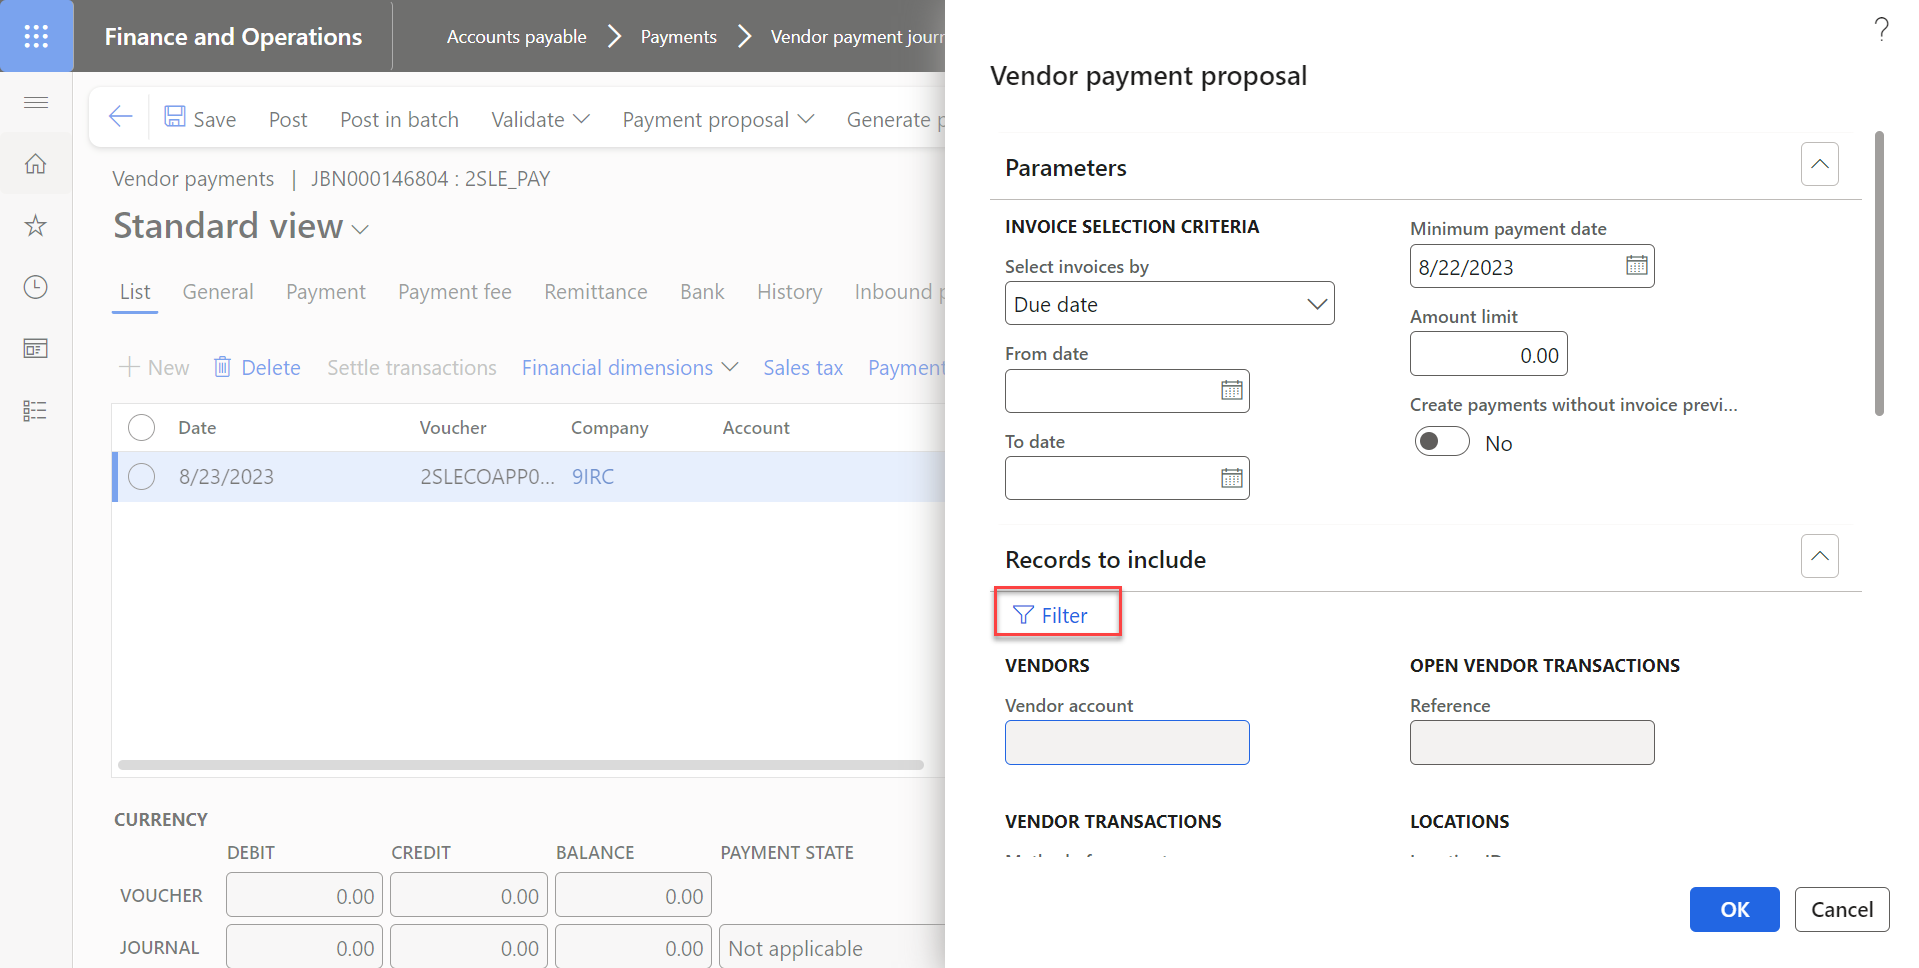 Finance and Operations
Accounts payable
Payments
Vendor payment jour
?
Vendor payment proposal
Save
Post
Post in batch
Validate
Payment proposal
Generate p
Vendor payments | JBN000146804 : 2SLE_PAY
Standard view
List
General
Payment
Payment fee
Remittance
Bank
History
Inbound p
New
Delete
Settle transactions
Financial dimensions
Sales tax
Payment
Date
Voucher
Company
Account
8/23/2023
2SLECOAPP0...
9IRC
CURRENCY
DEBIT
CREDIT
BALANCE
PAYMENT STATE
VOUCHER
0.00
0.00
0.00
JOURNAL
0.00
0.00
0.00
Not applicable
Parameters
INVOICE SELECTION CRITERIA
Select invoices by
Due date
From date
To date
Minimum payment date
8/22/2023
Amount limit
0.00
Create payments without invoice previ...
No
Records to include
Filter
VENDORS
Vendor account
OPEN VENDOR TRANSACTIONS
Reference
VENDOR TRANSACTIONS
LOCATIONS
OK
Cancel